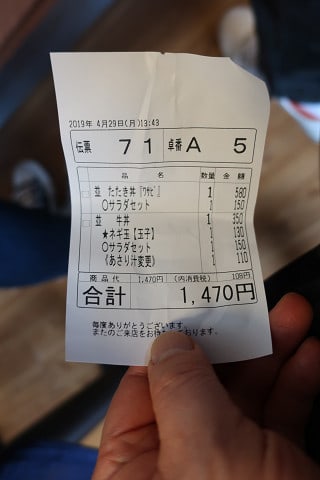 2019年 4月29日(月)13:43
伝票 71 卓番 A 5
品 名 数量 金 額
並 たたき丼『ﾜｻﾋﾞ』 1 580
○サラダセット 1 150
並 牛丼 1 350
★ネギ玉【玉子】 1 130
○サラダセット 1 150
(あさり汁変更) 1 110
商品代 1,470円 (内消費税) 108円
合計 1,470円
毎度ありがとうございます。
またのご来店をお待ちしております。